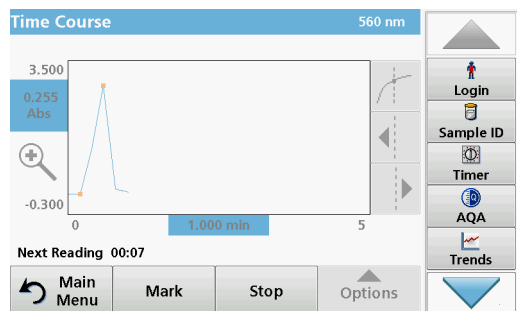 Time Course 560 nm
3.500
0.255
Abs
-0.300
0 1.000 min 5
Next Reading 00:07
Main
Menu
Mark
Stop
Options
Login
Sample ID
Timer
AQA
Trends